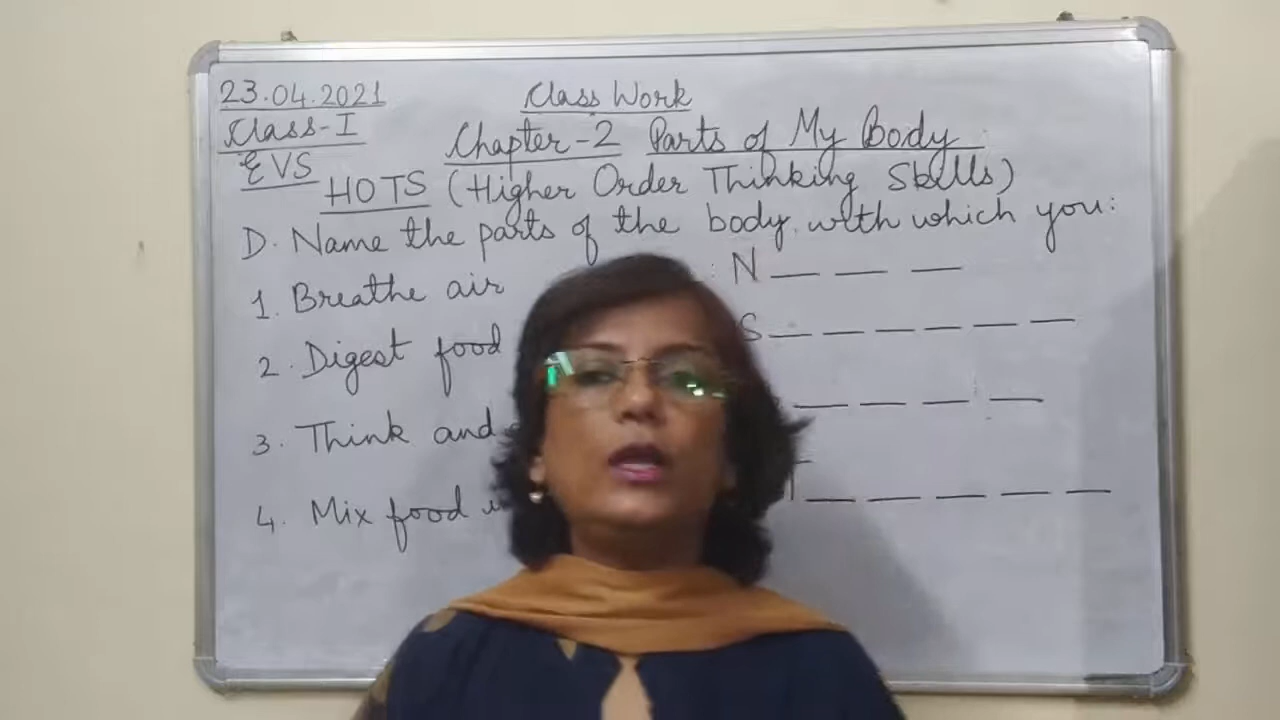 23.04.2021 Class Work
Class-I Chapter-2 Parts of My Body
EVS
HOTS (Higher Order Thinking Skills)
D. Name the parts of the body with which you:
1. Breathe air : N _ _ _
2. Digest food S _ _ _ _ _ _
3. Think and _ _ _ _
4. Mix food T _ _ _ _ _